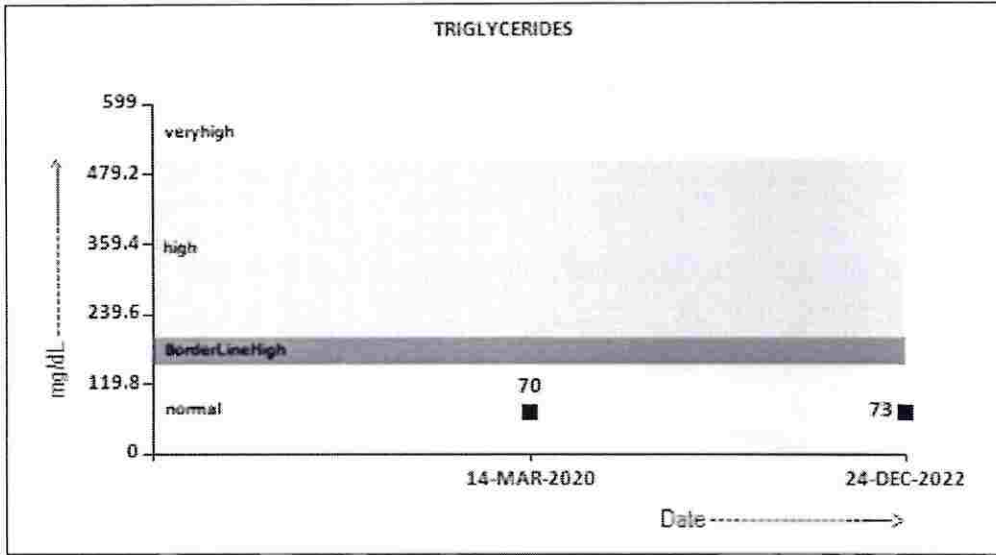 TRIGLYCERIDES
599
veryhigh
479.2
359.4
high
239.6
BorderLineHigh
119.8
70
normal
73
0
14-MAR-2020 24-DEC-2022
mg/dL
Date